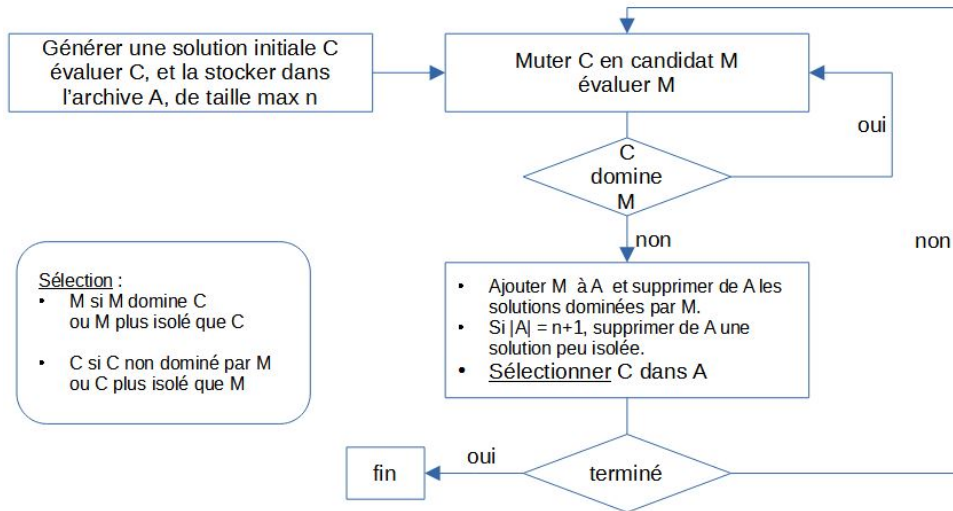 Générer une solution initiale C
évaluer C, et la stocker dans
l'archive A, de taille max n
Muter C en candidat M
évaluer M
oui
C
domine
M
non
non
Sélection :
• M si M domine C
ou M plus isolé que C
• C si C non dominé par M
ou C plus isolé que M
• Ajouter M à A et supprimer de A les
solutions dominées par M.
• Si |A| = n+1, supprimer de A une
solution peu isolée.
• Sélectionner C dans A
fin
oui
terminé